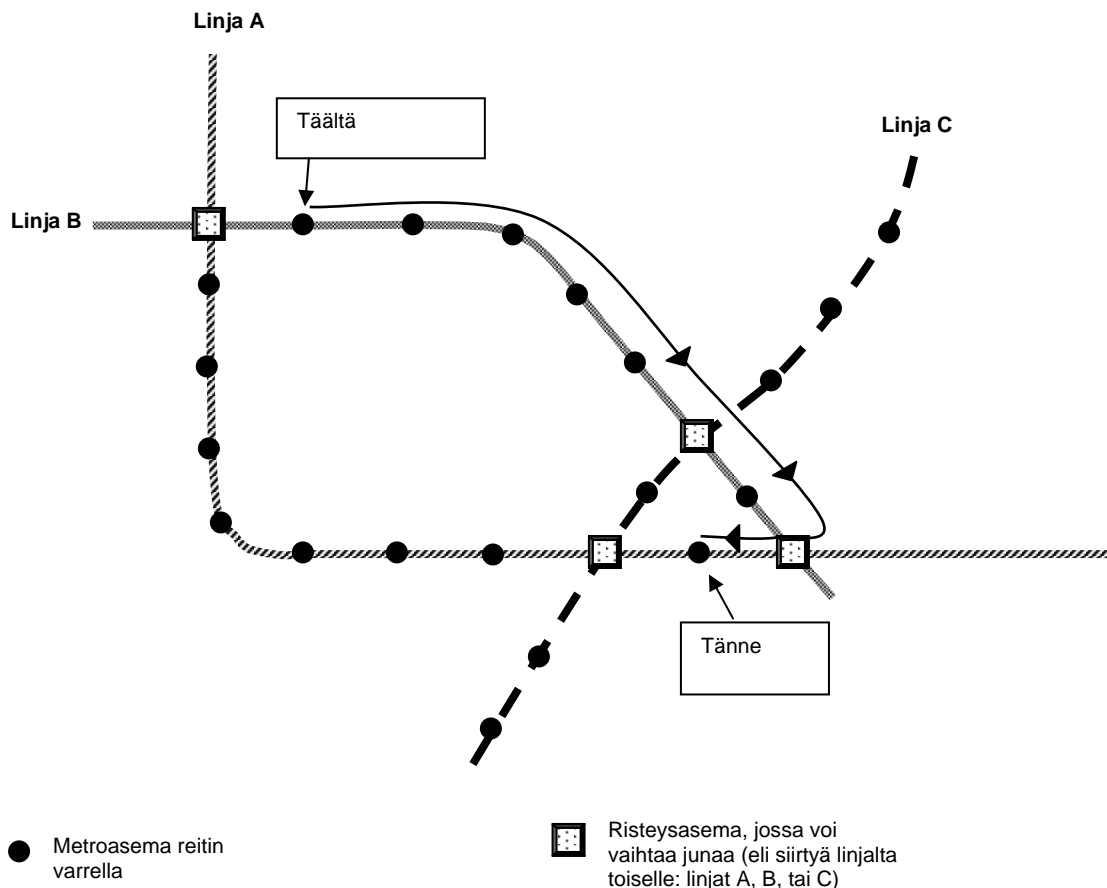 Linja A
Täältä
Linja C
Linja B
Tänne
Metroasema reitin
varrella
Risteysasema, jossa voi
vaihtaa junaa (eli siirtyä linjalta
toiselle: linjat A, B, tai C)